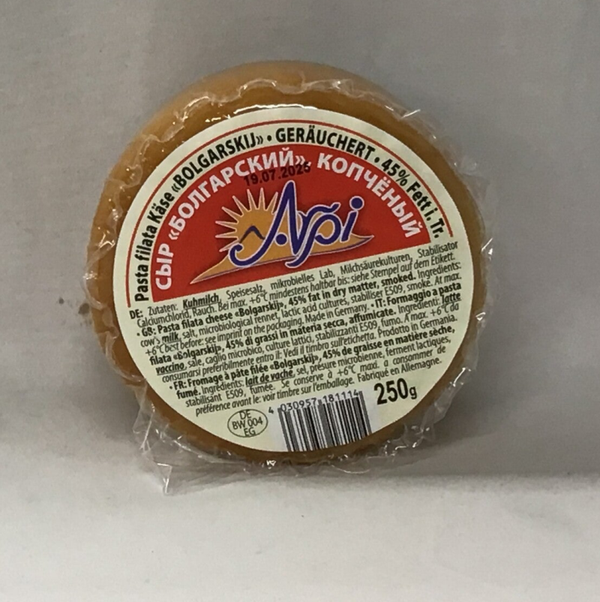 Pasta filata Käse «BOLGARSKIJ» • GERÄUCHERT • 45% Fett i. Tr.
СЫР «БОЛГАРСКИЙ», КОПЧЁНЫЙ
19.07.2025
DE: Zutaten: Kuhmilch, Speisesalz, mikrobielles Lab, Milchsäurekulturen, Stabilisator
Calciumchlorid, Rauch. Bei max. +6°C mindestens haltbar bis: siehe Stempel auf dem Etikett.
• GB: Pasta filata cheese «Bolgarskij», 45% fat in dry matter, smoked. Ingredients:
cow's milk, salt, microbiological rennet, lactic acid cultures, stabiliser E509, smoke. At max.
+6°C best before: see imprint on the packaging. Made in Germany. • IT: Formaggio a pasta
filata «Bolgarskij», 45% di grassi in materia secca, affumicato. Ingredienti: latte
vaccino, sale, caglio microbico, culture lattici, stabilizzanti E509, fumo. A max. +6°C da
consumarsi preferibilmente entro il: Vedi il timbro sull'etichetta. Prodotto in Germania.
• FR: Fromage à pâte filée «Bolgarskij», 45% de graisse en matière sèche,
fumé. Ingrédients: lait de vache, sel, présure microbienne, ferment lactiques,
stabilisant E509, fumée. Se conserve à +6°C maxi. à consommer de
préférence avant le: voir timbre sur l'emballage. Fabriqué en Allemagne.
250g
4 030957 181114
DE
BW 004
EG